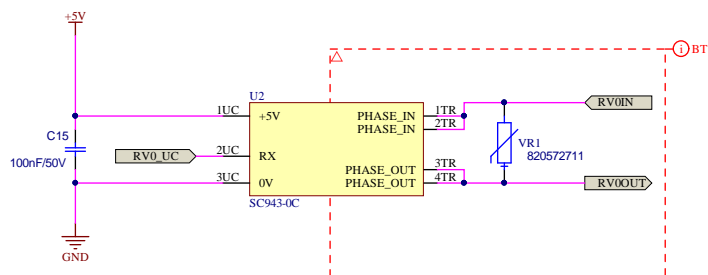 +5V
BT
U2
1UC
+5V
PHASE_IN
1TR
RV0IN
PHASE_IN
2TR
C15
100nF/50V
RV0_UC
2UC
RX
VR1
820572711
PHASE_OUT
3TR
3UC
0V
PHASE_OUT
4TR
RV0OUT
SC943-0C
GND